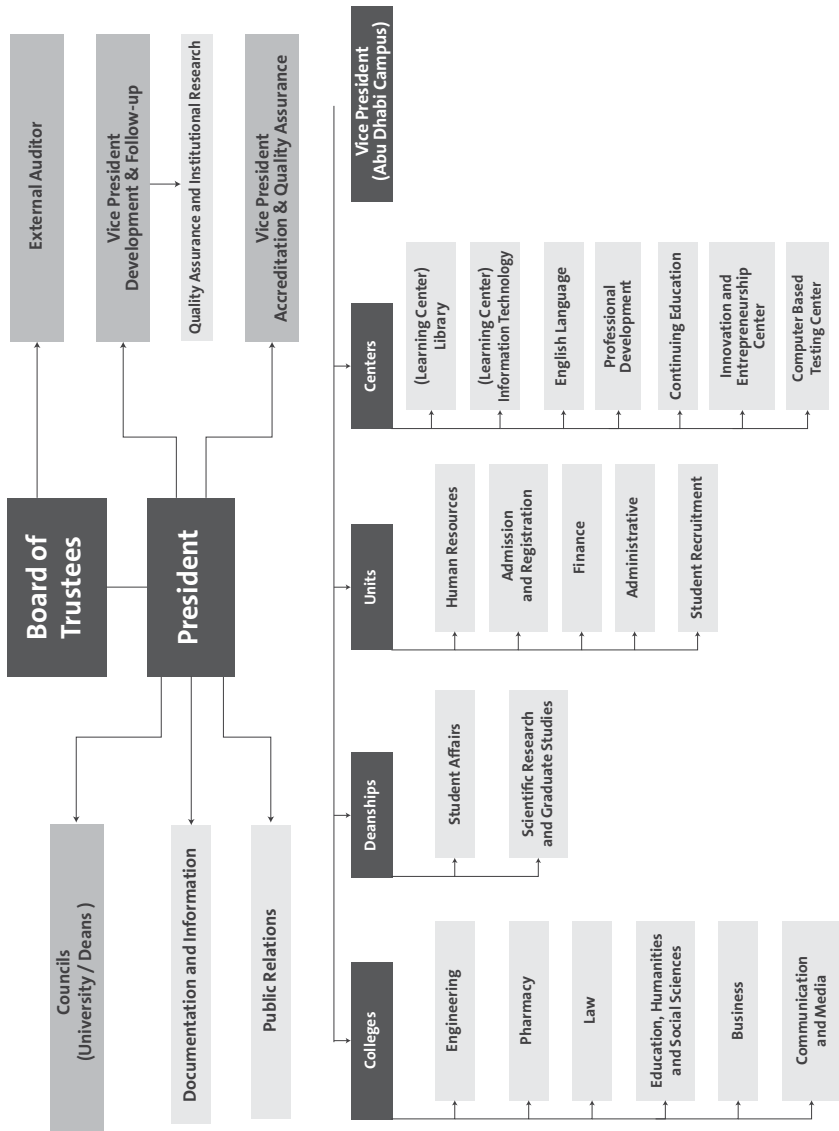 Board of
Trustees
External Auditor
President
Councils
(University / Deans )
Documentation and Information
Public Relations
Vice President
Development & Follow-up
Quality Assurance and Institutional Research
Vice President
Accreditation & Quality Assurance
Colleges
Engineering
Pharmacy
Law
Education, Humanities
and Social Sciences
Business
Communication
and Media
Deanships
Student Affairs
Scientific Research
and Graduate Studies
Units
Human Resources
Admission
and Registration
Finance
Administrative
Student Recruitment
Centers
(Learning Center)
Library
(Learning Center)
Information Technology
English Language
Professional
Development
Continuing Education
Innovation and
Entrepreneurship
Center
Computer Based
Testing Center
Vice President
(Abu Dhabi Campus)